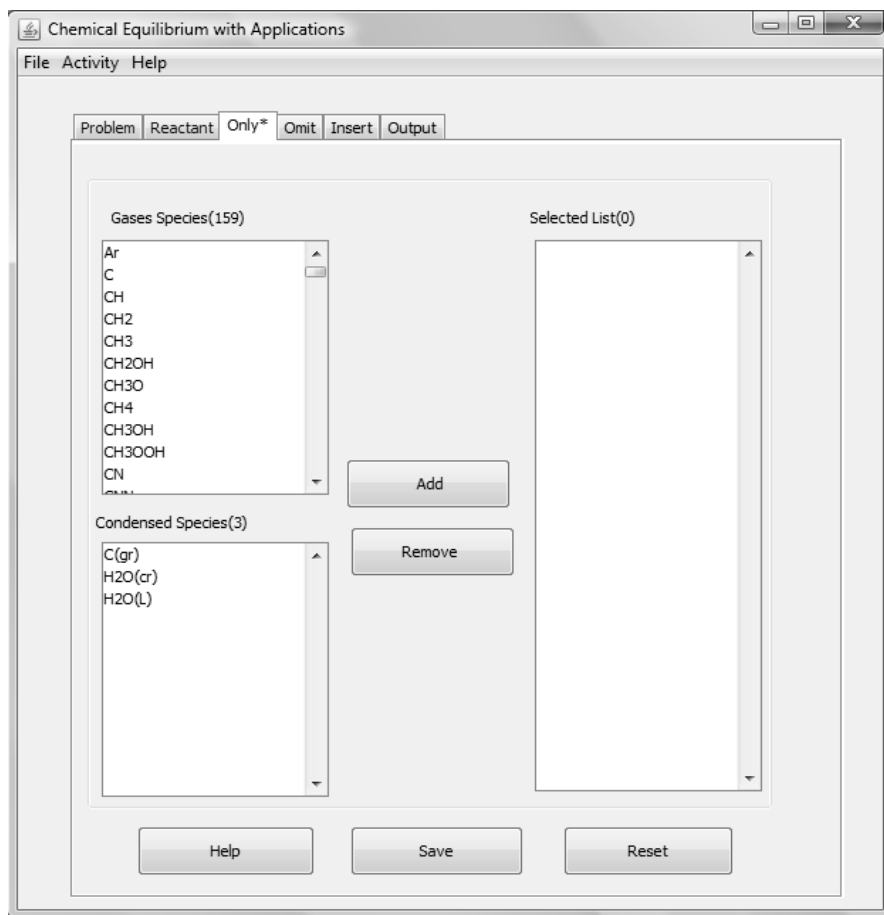 Chemical Equilibrium with Applications
File Activity Help
Problem Reactant Only* Omit Insert Output
Gases Species(159)
Selected List(0)
Ar
C
CH
CH2
CH3
CH2OH
CH3O
CH4
CH3OH
CH3OOH
CN
Add
Condensed Species(3)
Remove
C(gr)
H2O(cr)
H2O(L)
Help Save Reset